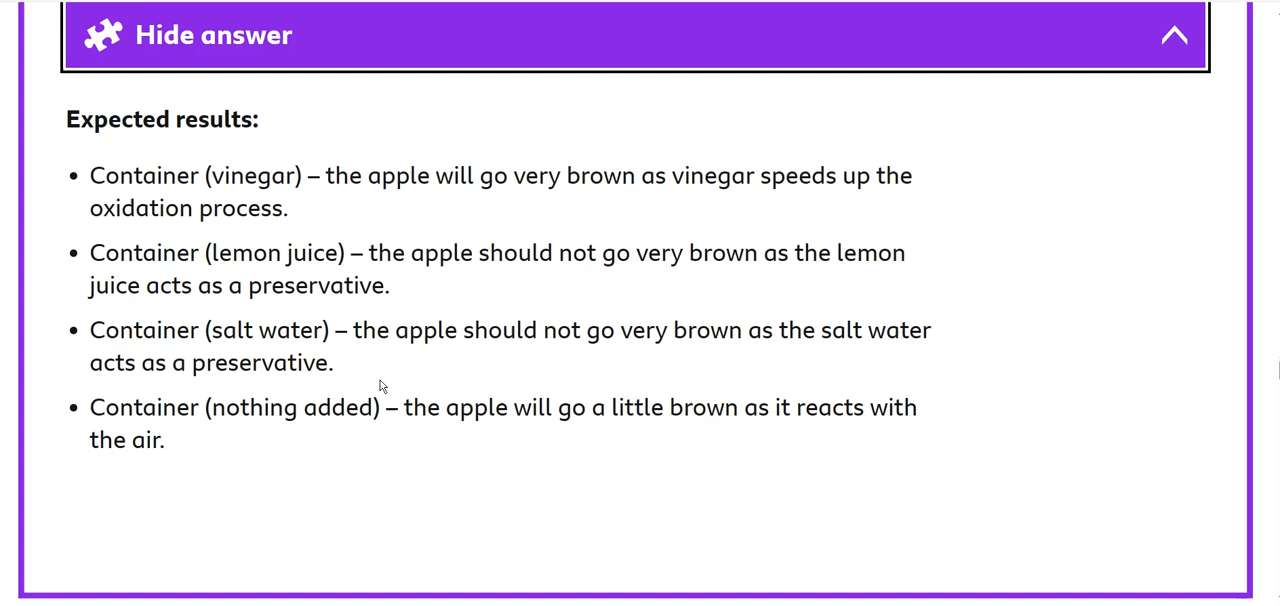 Hide answer
Expected results:
• Container (vinegar) – the apple will go very brown as vinegar speeds up the
oxidation process.
• Container (lemon juice) – the apple should not go very brown as the lemon
juice acts as a preservative.
• Container (salt water) – the apple should not go very brown as the salt water
acts as a preservative.
• Container (nothing added) – the apple will go a little brown as it reacts with
the air.